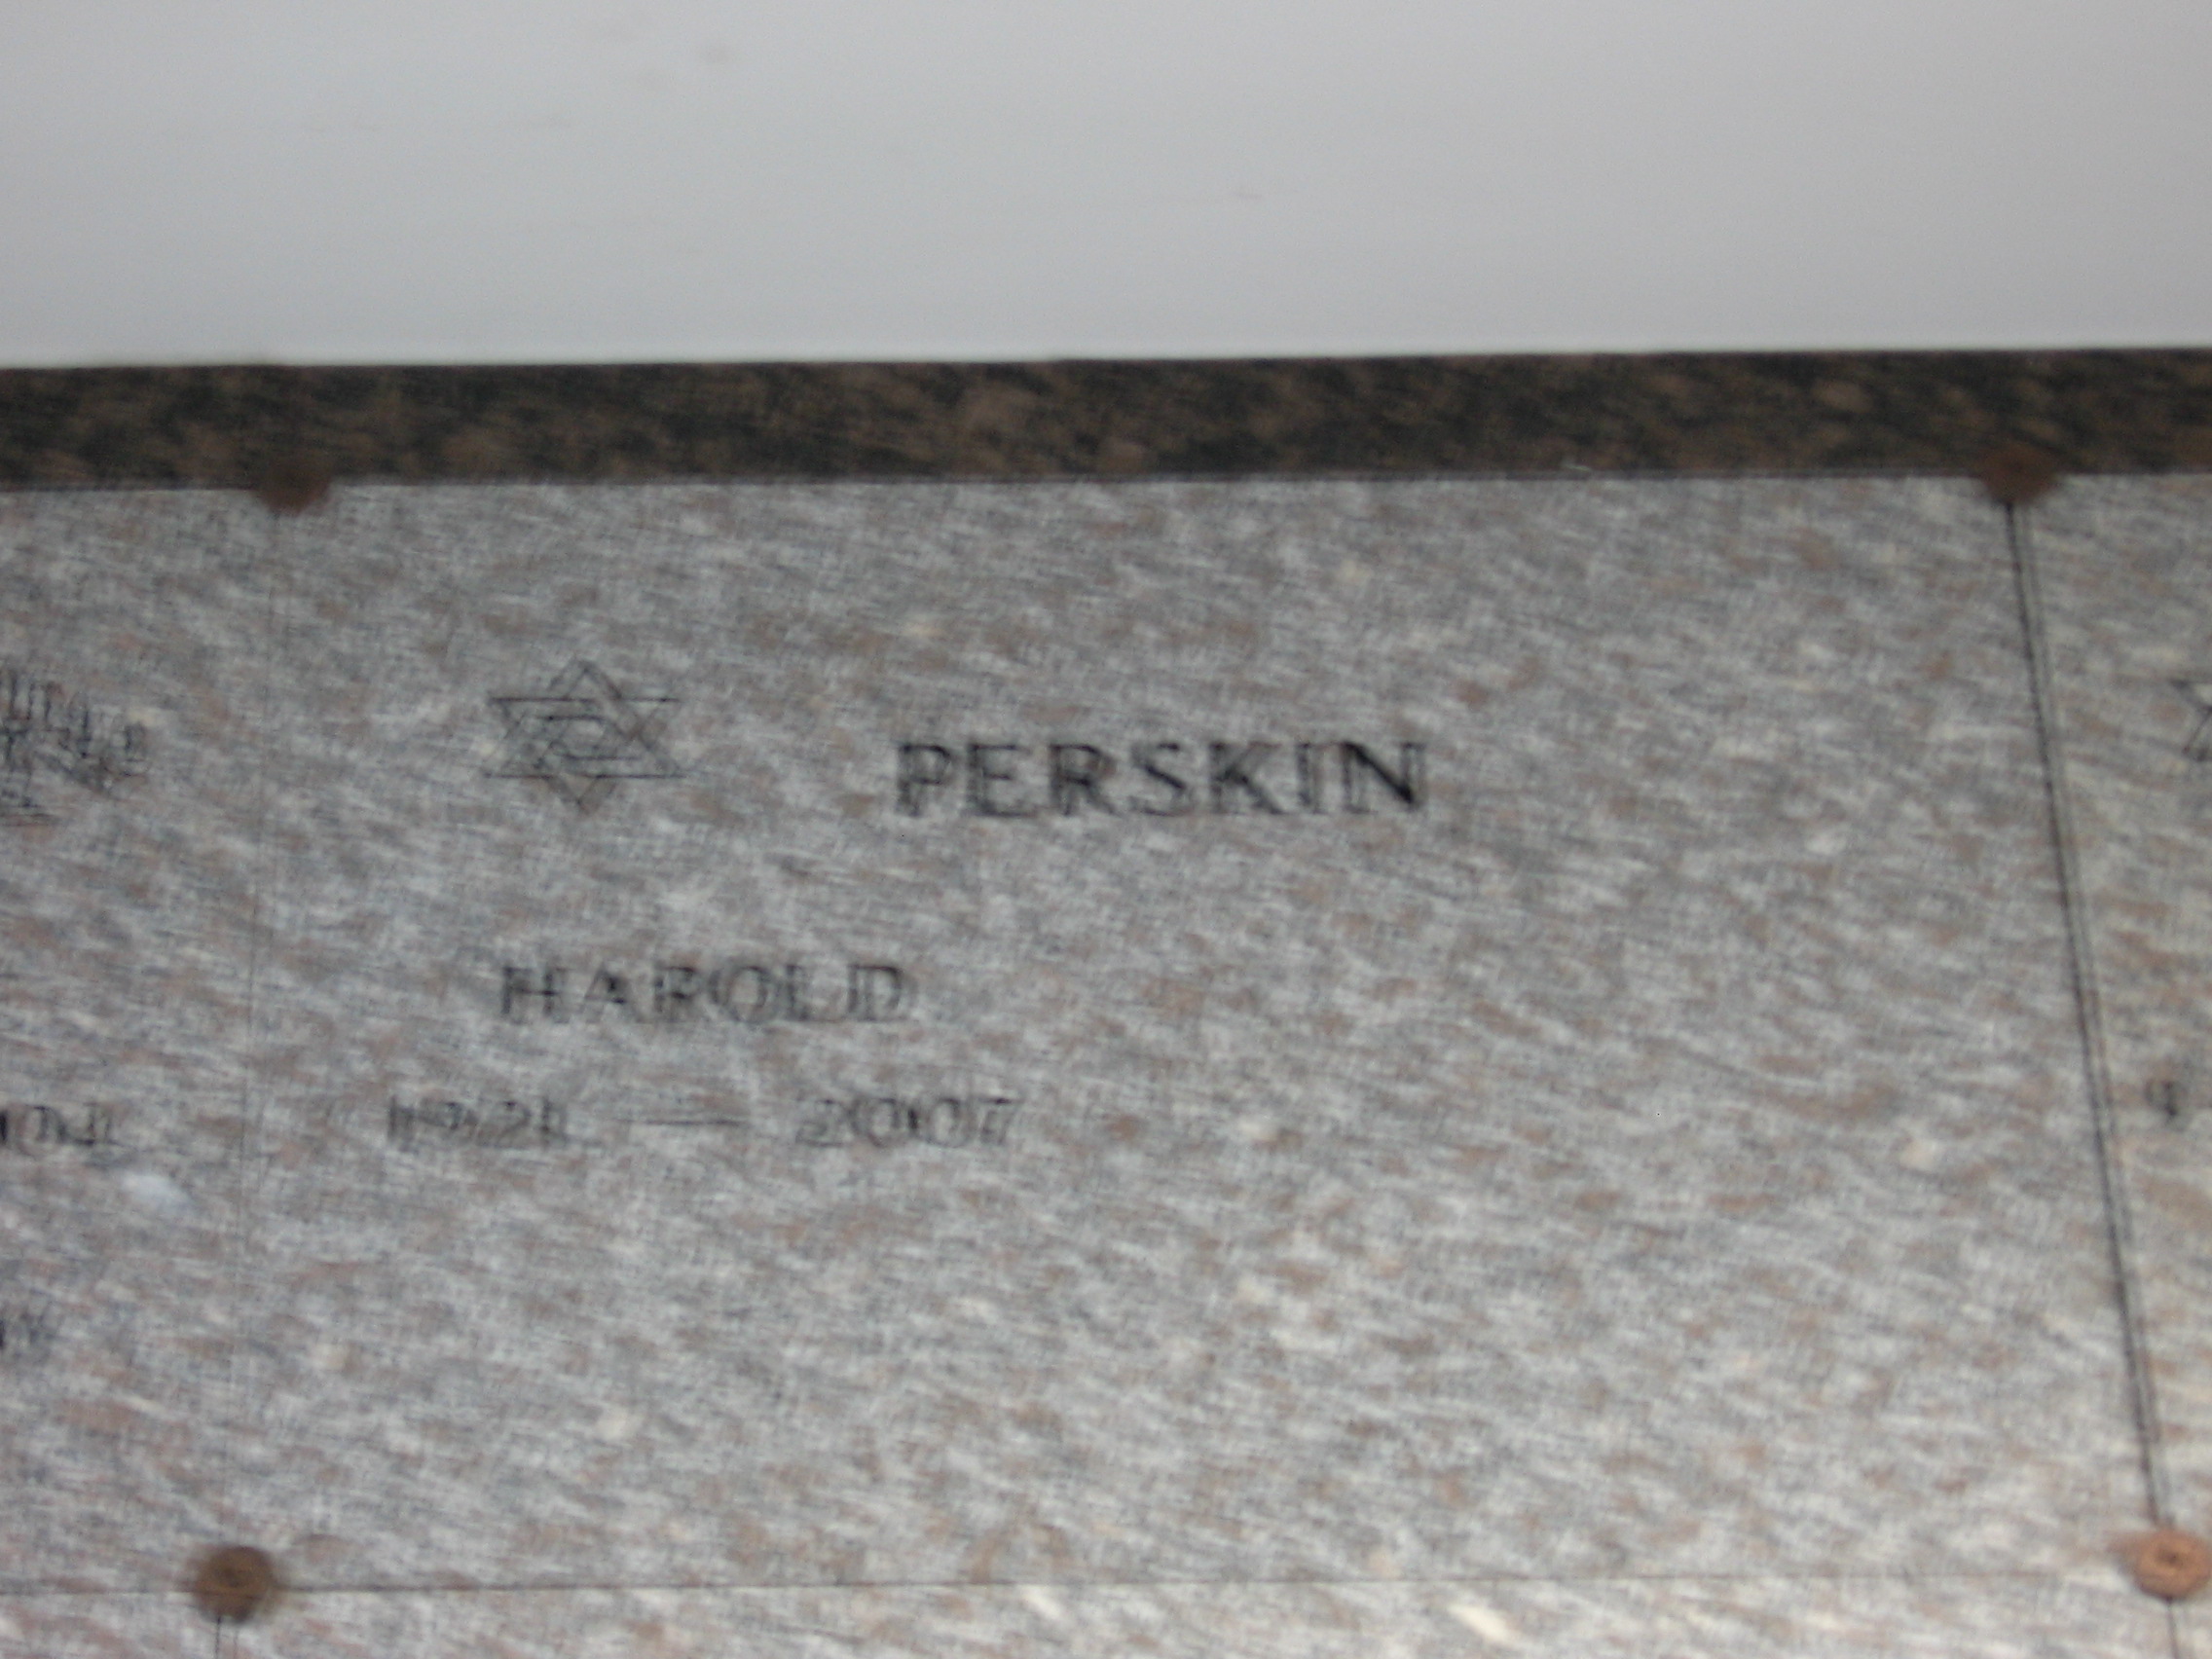 PERSKIN
HAROLD
1921 — 2007